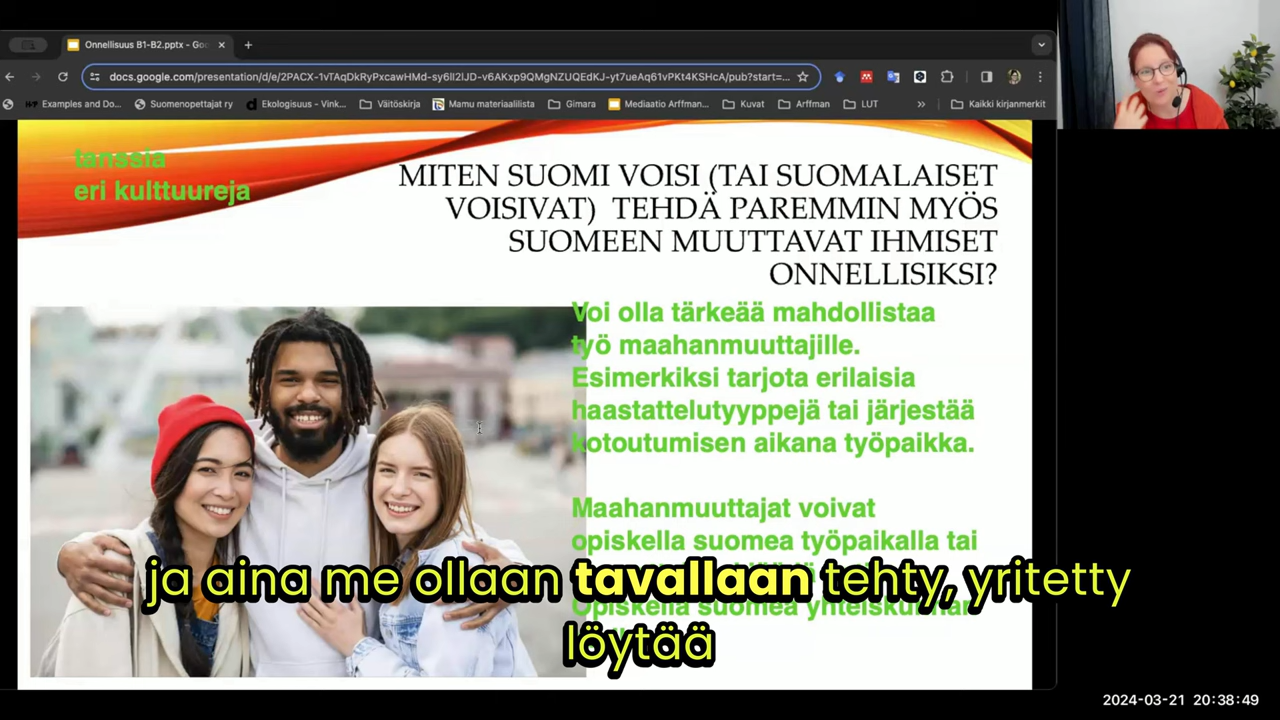 Onnellisuus B1-B2.pptx - Goo
docs.google.com/presentation/d/e/2PACX-1vTAqDkRyPxcawHMd-sy6lI2lJD-v6AKxp9QMgNZUQEdKJ-yt7ueAq61vPKt4KSHcA/pub?start=...
Examples and Do... Suomenopettajat ry Ekologisuus - Vink... Väitöskirja Mamu materiaalilista Gimara Mediaatio Arffman... Kuvat Arffman LUT » Kaikki kirjanmerkit
tanssia
eri kulttuureja
MITEN SUOMI VOISI (TAI SUOMALAISET
VOISIVAT) TEHDÄ PAREMMIN MYÖS
SUOMEEN MUUTTAVAT IHMISET
ONNELLISIKSI?
Voi olla tärkeää mahdollistaa
työ maahanmuuttajille.
Esimerkiksi tarjota erilaisia
haastattelutyyppejä tai järjestää
kotoutumisen aikana työpaikka.
Maahanmuuttajat voivat
opiskella suomea työpaikalla tai
Opiskella suomea
ja aina me ollaan tavallaan tehty, yritetty
löytää
2024-03-21 20:38:49